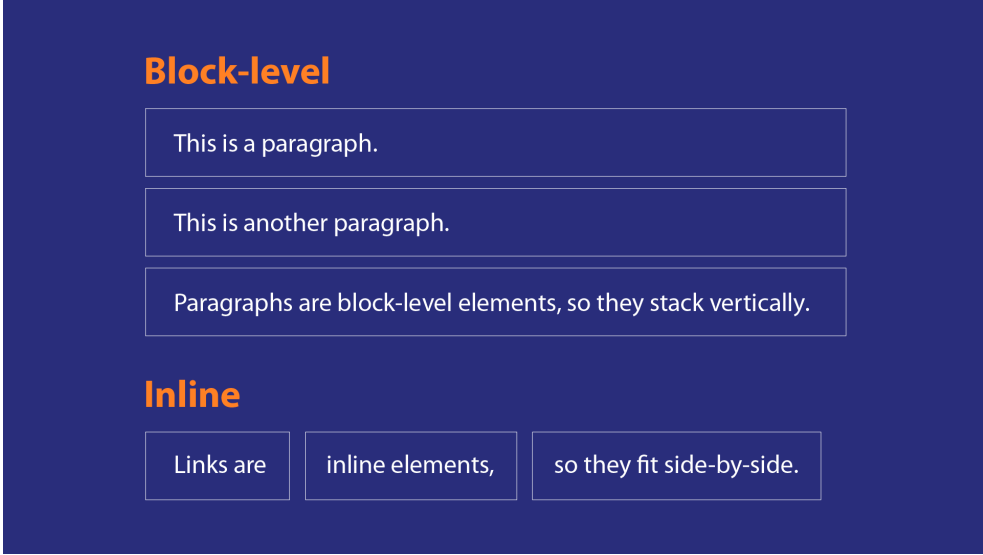 Block-level
This is a paragraph.
This is another paragraph.
Paragraphs are block-level elements, so they stack vertically.
Inline
Links are
inline elements,
so they fit side-by-side.